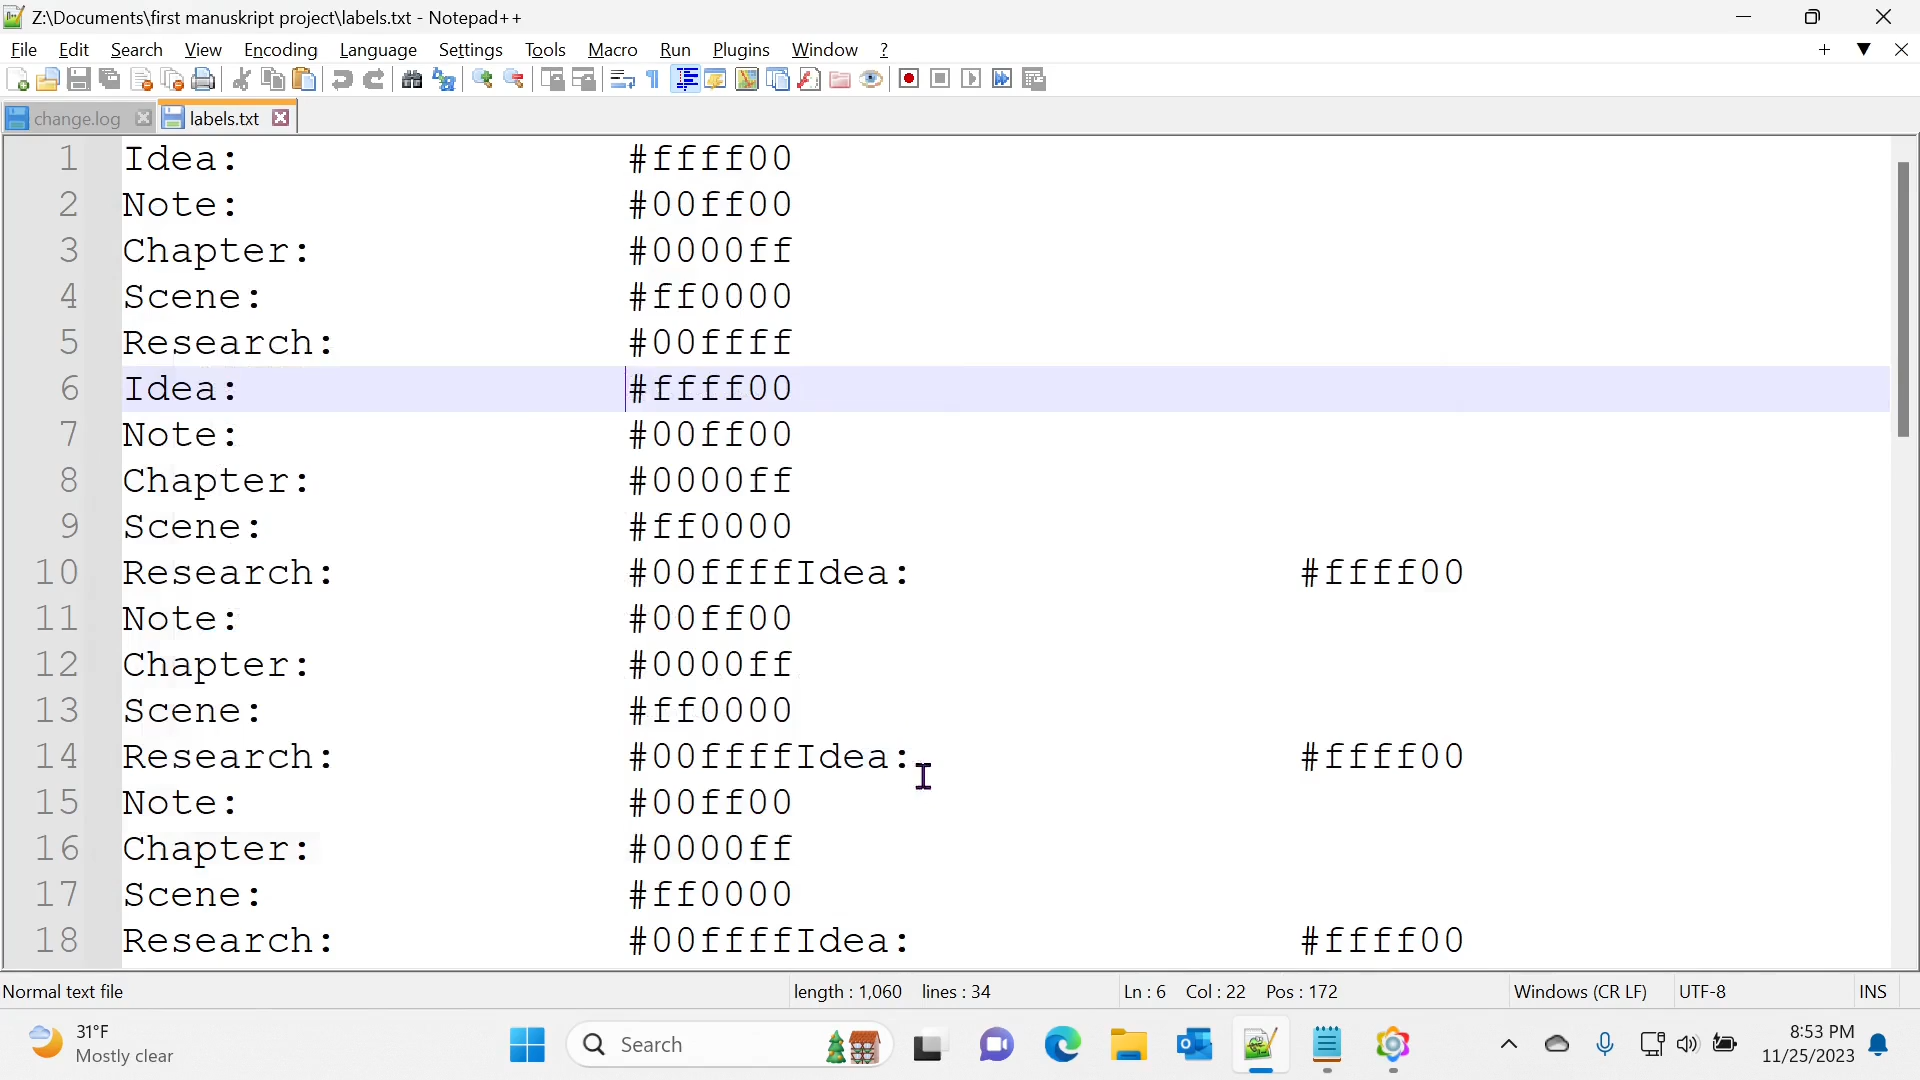 Z:\Documents\first manuskript project\labels.txt - Notepad++
File Edit Search View Encoding Language Settings Tools Macro Run Plugins Window ?
change.log labels.txt
1 Idea: #ffff00
2 Note: #00ff00
3 Chapter: #0000ff
4 Scene: #ff0000
5 Research: #00ffff
6 Idea: #ffff00
7 Note: #00ff00
8 Chapter: #0000ff
9 Scene: #ff0000
10 Research: #00ffffIdea: #ffff00
11 Note: #00ff00
12 Chapter: #0000ff
13 Scene: #ff0000
14 Research: #00ffffIdea: #ffff00
15 Note: #00ff00
16 Chapter: #0000ff
17 Scene: #ff0000
18 Research: #00ffffIdea: #ffff00
Normal text file length : 1,060 lines : 34 Ln : 6 Col : 22 Pos : 172 Windows (CR LF) UTF-8 INS
31°F
Mostly clear
Search
8:53 PM
11/25/2023